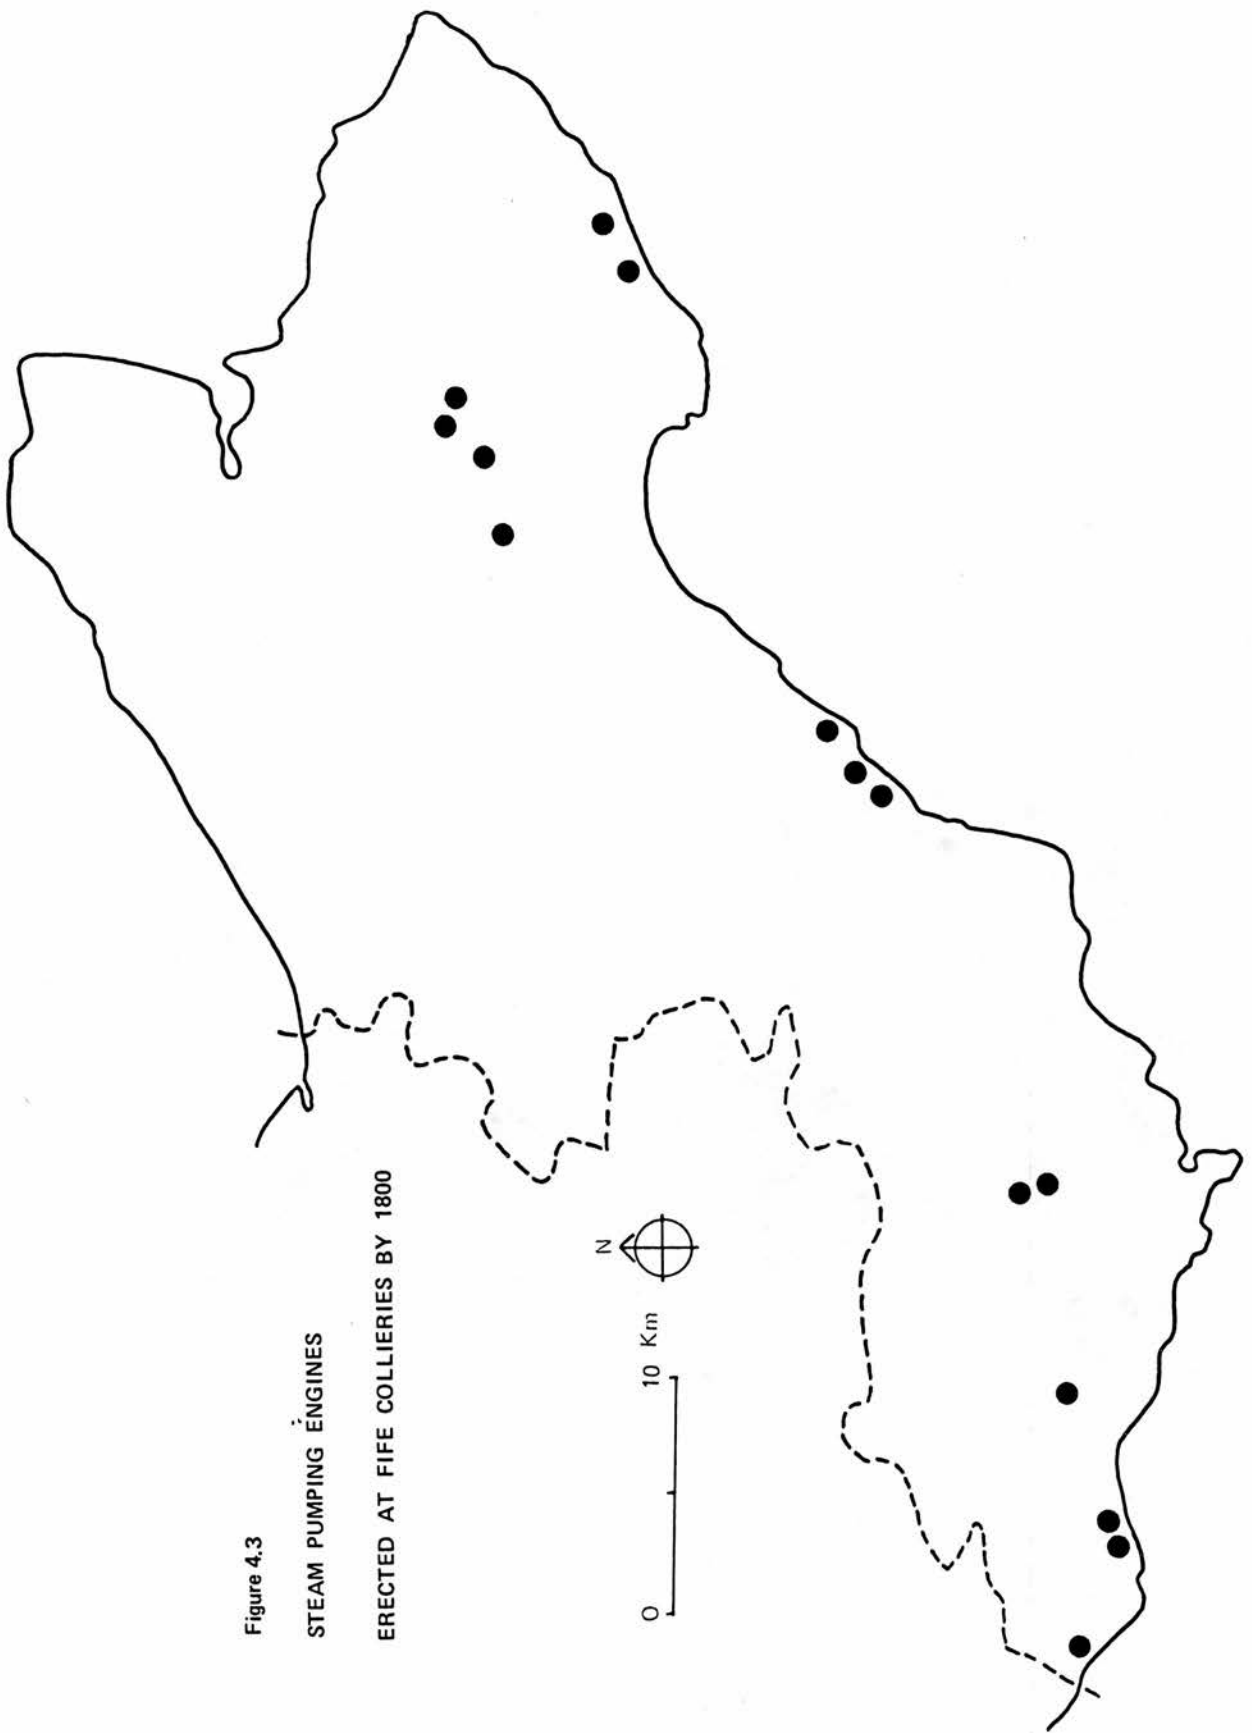 Figure 4.3
STEAM PUMPING ENGINES
ERECTED AT FIFE COLLIERIES BY 1800
N
0 10 Km